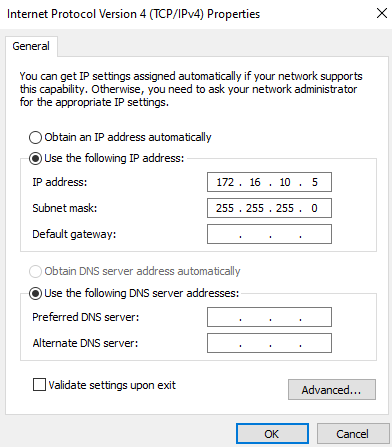 Internet Protocol Version 4 (TCP/IPv4) Properties
General
You can get IP settings assigned automatically if your network supports
this capability. Otherwise, you need to ask your network administrator
for the appropriate IP settings.
Obtain an IP address automatically
Use the following IP address:
IP address: 172 . 16 . 10 . 5
Subnet mask: 255 . 255 . 255 . 0
Default gateway: . . .
Obtain DNS server address automatically
Use the following DNS server addresses:
Preferred DNS server: . . .
Alternate DNS server: . . .
Validate settings upon exit
Advanced...
OK Cancel